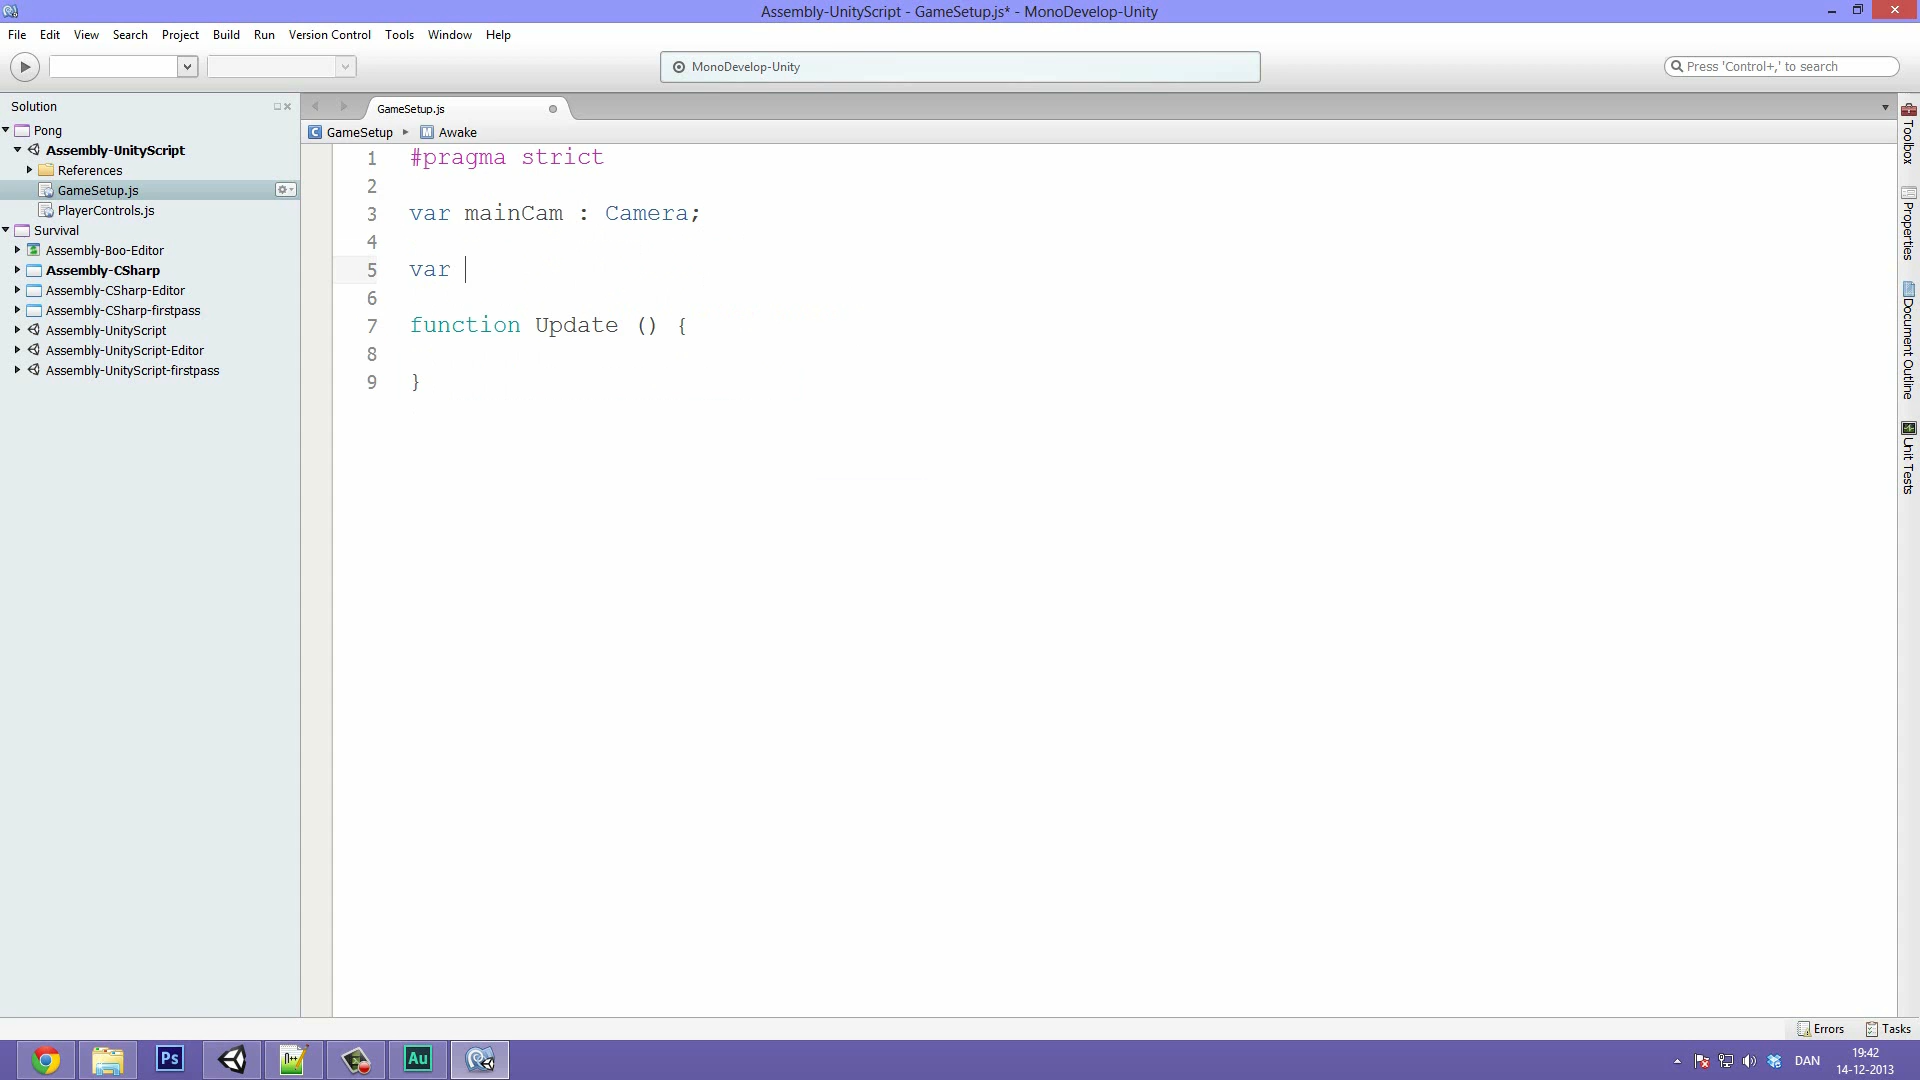 Assembly-UnityScript - GameSetup.js* - MonoDevelop-Unity
File Edit View Search Project Build Run Version Control Tools Window Help
MonoDevelop-Unity
Press 'Control+,' to search
Solution
Pong
Assembly-UnityScript
References
GameSetup.js
PlayerControls.js
Survival
Assembly-Boo-Editor
Assembly-CSharp
Assembly-CSharp-Editor
Assembly-CSharp-firstpass
Assembly-UnityScript
Assembly-UnityScript-Editor
Assembly-UnityScript-firstpass
GameSetup.js
GameSetup Awake
1 #pragma strict
2
3 var mainCam : Camera;
4
5 var
6
7 function Update () {
8
9 }
Toolbox
Properties
Document Outline
Unit Tests
Errors Tasks
Ps
Au
DAN
19:42
14-12-2013